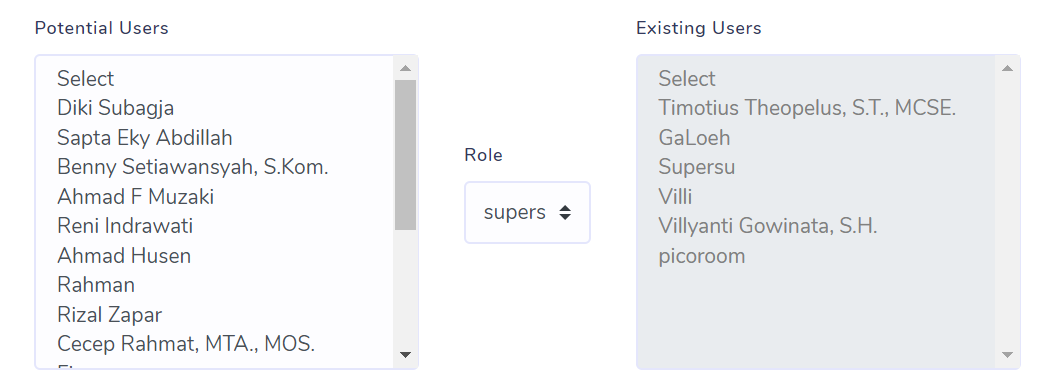 Potential Users
Select
Diki Subagja
Sapta Eky Abdillah
Benny Setiawansyah, S.Kom.
Ahmad F Muzaki
Reni Indrawati
Ahmad Husen
Rahman
Rizal Zapar
Cecep Rahmat, MTA., MOS.
Role
supers
Existing Users
Select
Timotius Theopelus, S.T., MCSE.
GaLoeh
Supersu
Villi
Villyanti Gowinata, S.H.
picoroom